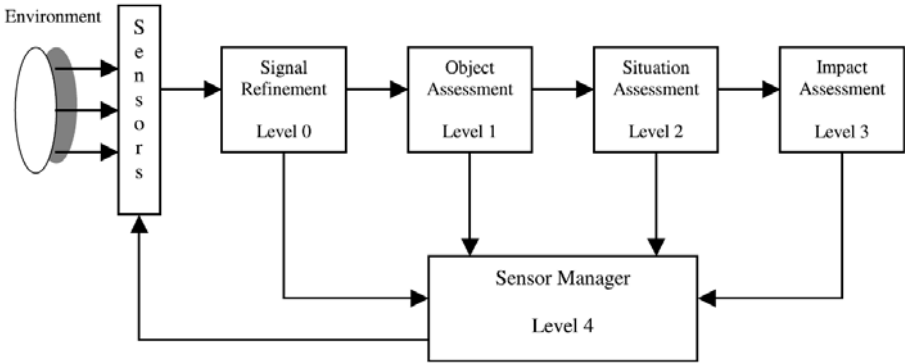 Environment
Sensors
Signal
Refinement
Level 0
Object
Assessment
Level 1
Situation
Assessment
Level 2
Impact
Assessment
Level 3
Sensor Manager
Level 4